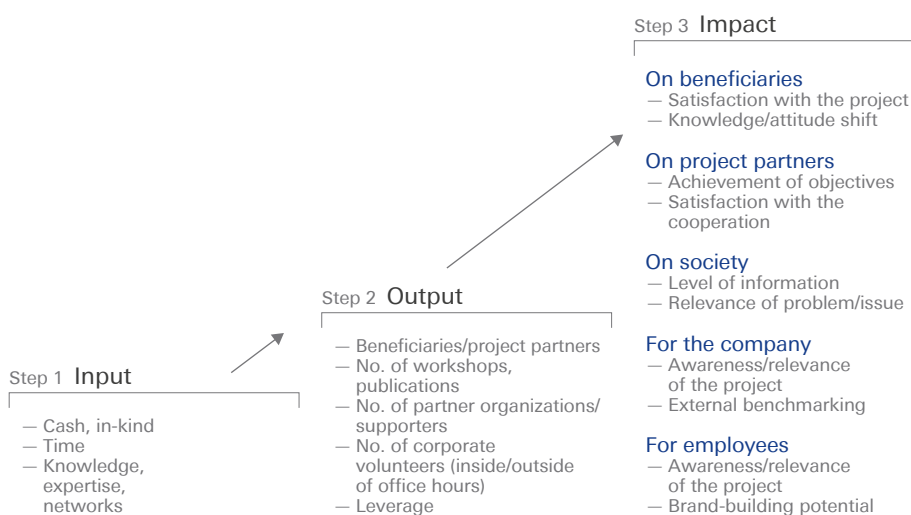 Step 1 Input
— Cash, in-kind
— Time
— Knowledge,
expertise,
networks
Step 2 Output
— Beneficiaries/project partners
— No. of workshops,
publications
— No. of partner organizations/
supporters
— No. of corporate
volunteers (inside/outside
of office hours)
— Leverage
Step 3 Impact
On beneficiaries
— Satisfaction with the project
— Knowledge/attitude shift
On project partners
— Achievement of objectives
— Satisfaction with the
cooperation
On society
— Level of information
— Relevance of problem/issue
For the company
— Awareness/relevance
of the project
— External benchmarking
For employees
— Awareness/relevance
of the project
— Brand-building potential